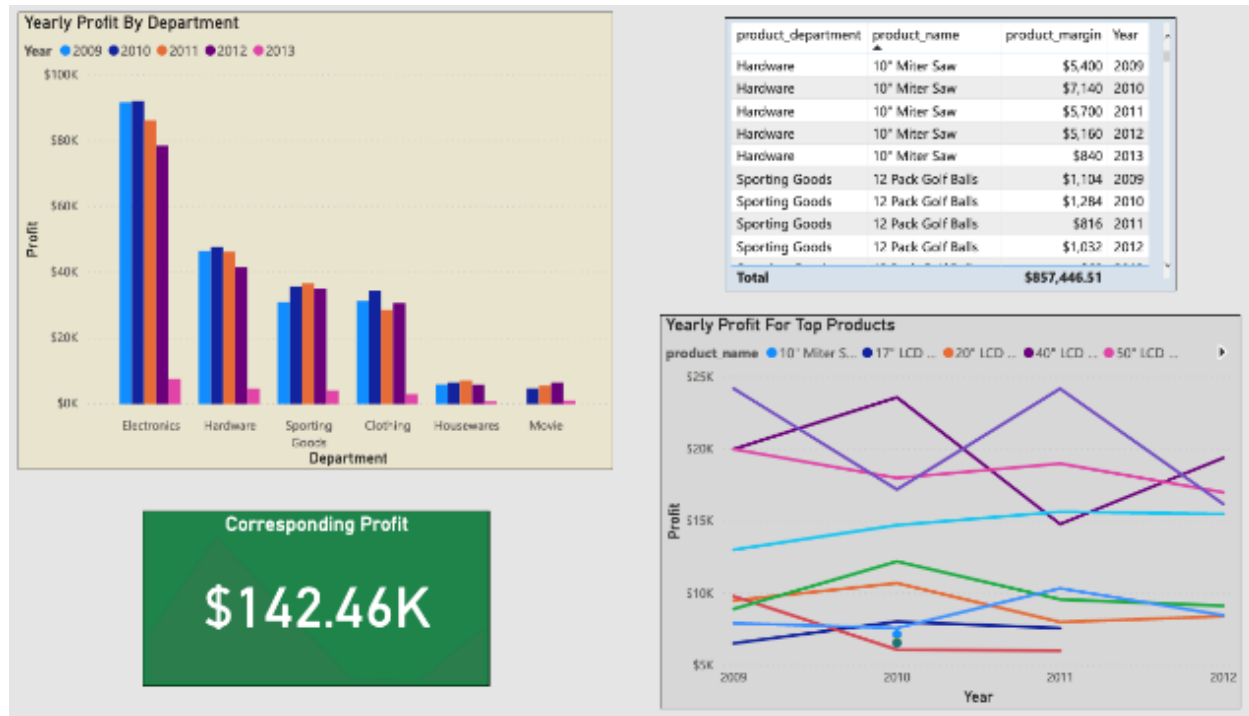 Yearly Profit By Department
Year 2009 2010 2011 2012 2013
$100K
$80K
$60K
$40K
$20K
$0K
Profit
Electronics Hardware Sporting Goods Clothing Housewares Movie
Department
product_department product_name product_margin Year
Hardware 10" Miter Saw $5,400 2009
Hardware 10" Miter Saw $7,140 2010
Hardware 10" Miter Saw $5,700 2011
Hardware 10" Miter Saw $5,160 2012
Hardware 10" Miter Saw $840 2013
Sporting Goods 12 Pack Golf Balls $1,104 2009
Sporting Goods 12 Pack Golf Balls $1,284 2010
Sporting Goods 12 Pack Golf Balls $816 2011
Sporting Goods 12 Pack Golf Balls $1,032 2012
Total $857,446.51
Corresponding Profit
$142.46K
Yearly Profit For Top Products
product_name 10" Miter S... 17" LCD ... 20" LCD ... 40" LCD ... 50" LCD ...
$25K
$20K
$15K
$10K
$5K
Profit
2009 2010 2011 2012
Year